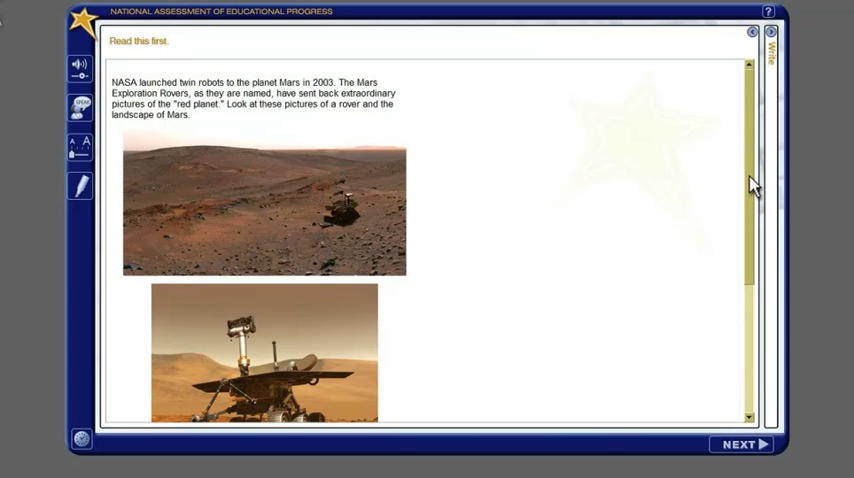 NATIONAL ASSESSMENT OF EDUCATIONAL PROGRESS
?
Read this first.
Write
NASA launched twin robots to the planet Mars in 2003. The Mars
Exploration Rovers, as they are named, have sent back extraordinary
pictures of the "red planet." Look at these pictures of a rover and the
landscape of Mars.
SPEAK
A A
NEXT